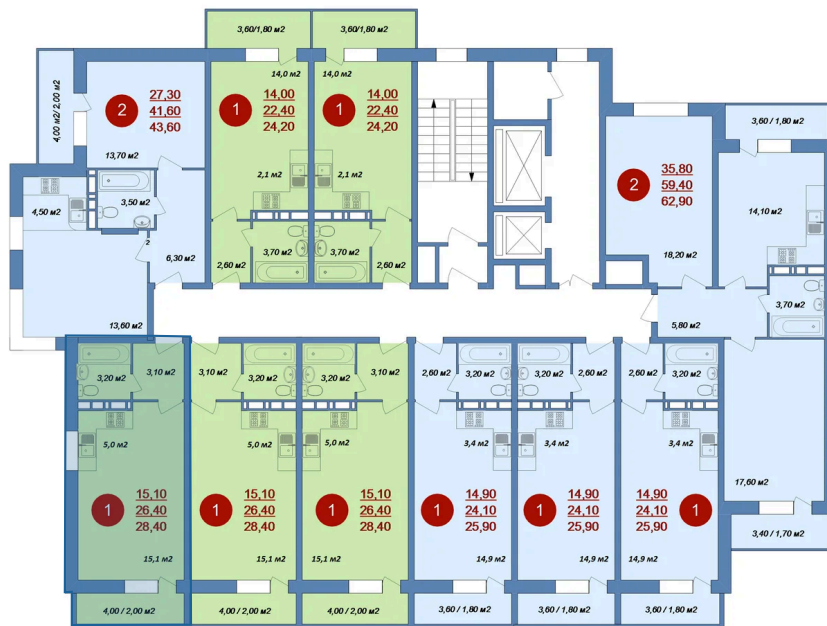 3,60/1,80 м2
3,60/1,80 м2
4,00 м2/ 2,00 м2
2
27,30
41,60
43,60
13,70 м2
14,0 м2
1
14,00
22,40
24,20
2,1 м2
14,0 м2
1
14,00
22,40
24,20
2,1 м2
3,60 / 1,80 м2
2
35,80
59,40
62,90
14,10 м2
18,20 м2
4,50 м2
3,50 м2
2
6,30 м2
2,60 м2
3,70 м2
3,70 м2
2,60 м2
3,70 м2
5,80 м2
13,60 м2
3,20 м2
3,10 м2
3,10 м2
3,20 м2
3,20 м2
3,10 м2
2,60 м2
3,20 м2
3,20 м2
2,60 м2
2,60 м2
3,20 м2
5,0 м2
5,0 м2
5,0 м2
3,4 м2
3,4 м2
3,4 м2
17,60 м2
1
15,10
26,40
28,40
1
15,10
26,40
28,40
1
15,10
26,40
28,40
1
14,90
24,10
25,90
1
14,90
24,10
25,90
14,90
24,10
25,90
1
3,40 / 1,70 м2
15,1 м2
15,1 м2
15,1 м2
14,9 м2
14,9 м2
14,9 м2
4,00 / 2,00 м2
4,00 / 2,00 м2
4,00 / 2,00 м2
3,60 / 1,80 м2
3,60 / 1,80 м2
3,60 / 1,80 м2